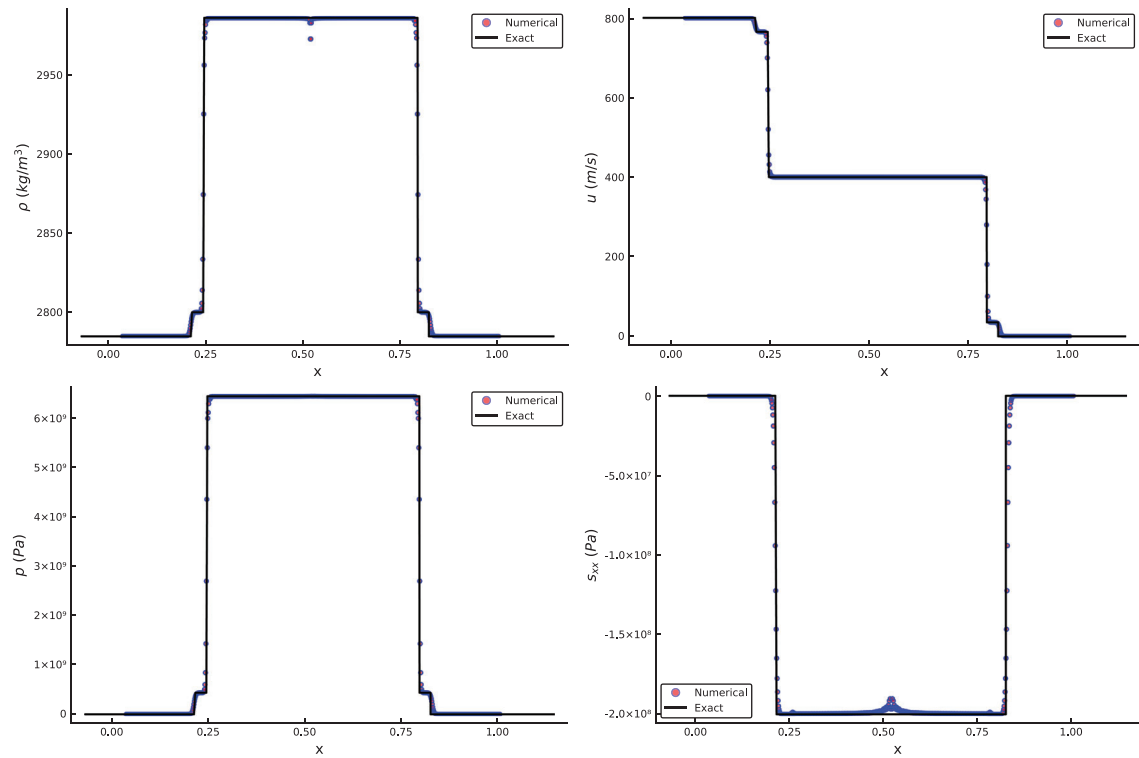 2950
2900
2850
2800
ρ (kg/m³)
0.00 0.25 0.50 0.75 1.00
x
Numerical
Exact
800
600
400
200
0
u (m/s)
0.00 0.25 0.50 0.75 1.00
x
Numerical
Exact
6×10⁹
5×10⁹
4×10⁹
3×10⁹
2×10⁹
1×10⁹
0
p (Pa)
0.00 0.25 0.50 0.75 1.00
x
Numerical
Exact
0
-5.0×10⁷
-1.0×10⁸
-1.5×10⁸
-2.0×10⁸
sₓₓ (Pa)
0.00 0.25 0.50 0.75 1.00
x
Numerical
Exact